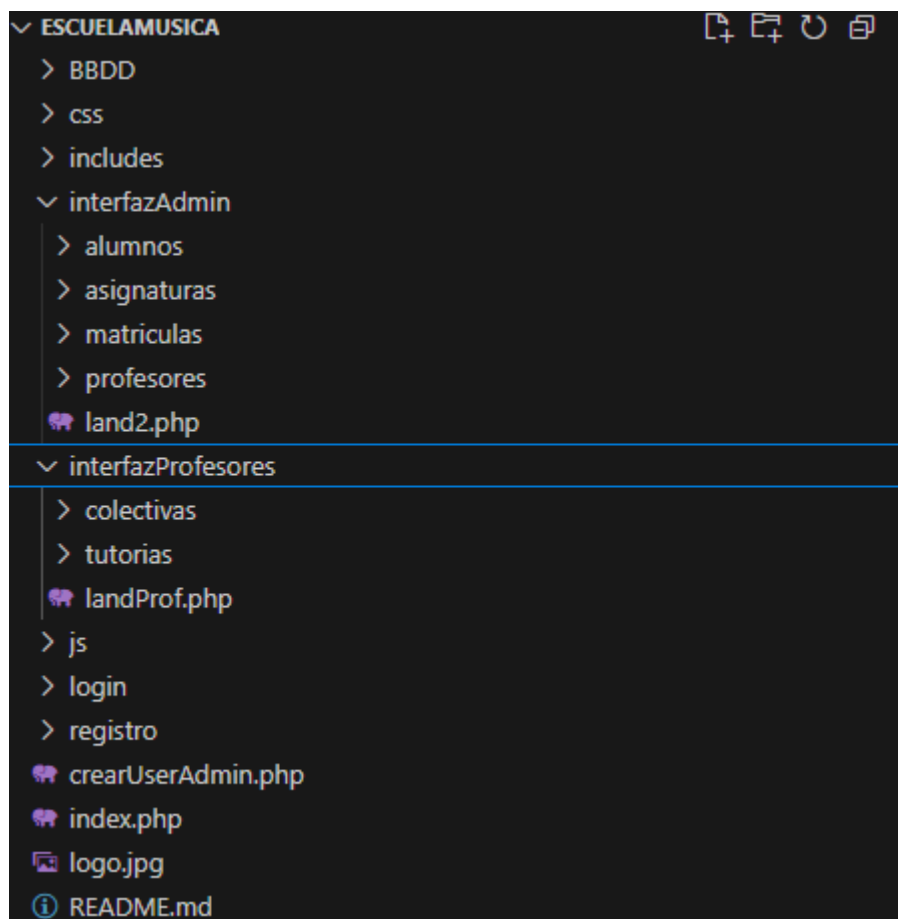 ESCUELAMUSICA
BBDD
css
includes
interfazAdmin
alumnos
asignaturas
matriculas
profesores
land2.php
interfazProfesores
colectivas
tutorias
landProf.php
js
login
registro
crearUserAdmin.php
index.php
logo.jpg
README.md